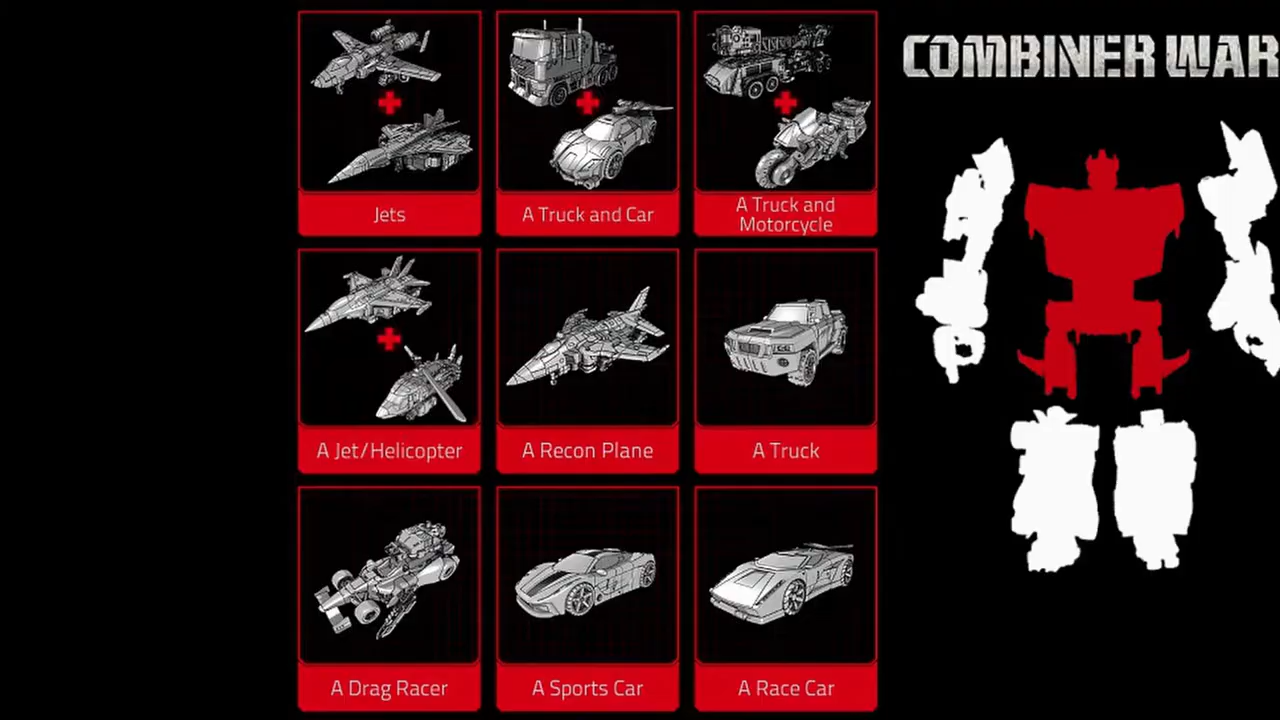 COMBINER WAR
Jets
A Truck and Car
A Truck and
Motorcycle
A Jet/Helicopter
A Recon Plane
A Truck
A Drag Racer
A Sports Car
A Race Car